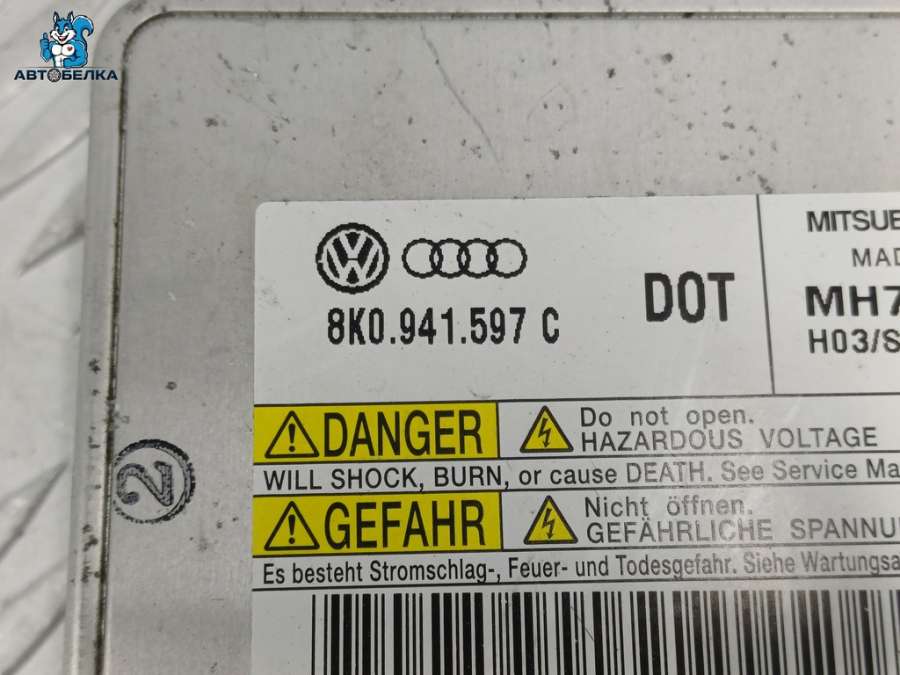 АВТОБЕЛКА
8K0.941.597 C
DOT
MITSUB
MAD
MH7
H03/S
DANGER
Do not open.
HAZARDOUS VOLTAGE
WILL SHOCK, BURN, or cause DEATH. See Service Ma
GEFAHR
Nicht öffnen.
GEFÄHRLICHE SPANNU
Es besteht Stromschlag-, Feuer- und Todesgefahr. Siehe Wartungsa
2